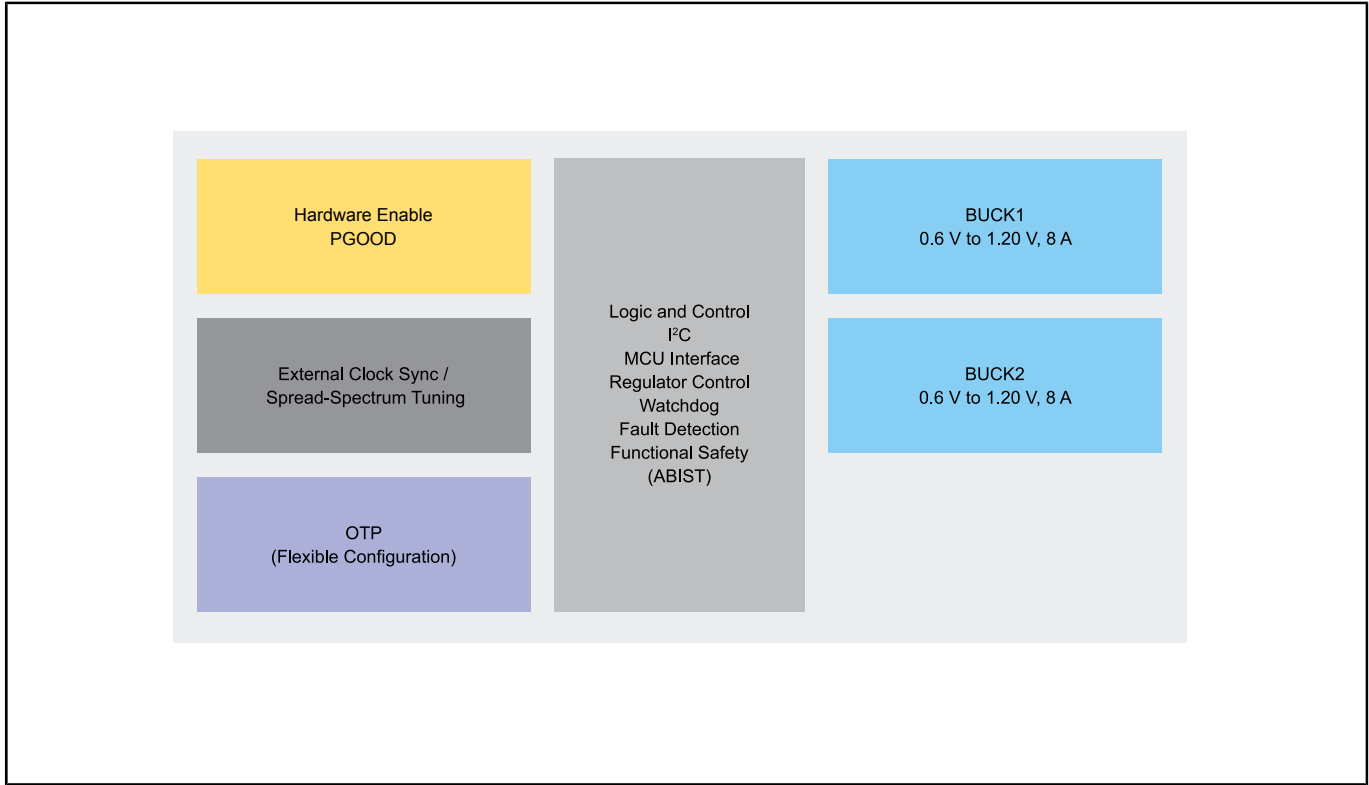 Hardware Enable
PGOOD
External Clock Sync /
Spread-Spectrum Tuning
OTP
(Flexible Configuration)
Logic and Control
I²C
MCU Interface
Regulator Control
Watchdog
Fault Detection
Functional Safety
(ABIST)
BUCK1
0.6 V to 1.20 V, 8 A
BUCK2
0.6 V to 1.20 V, 8 A